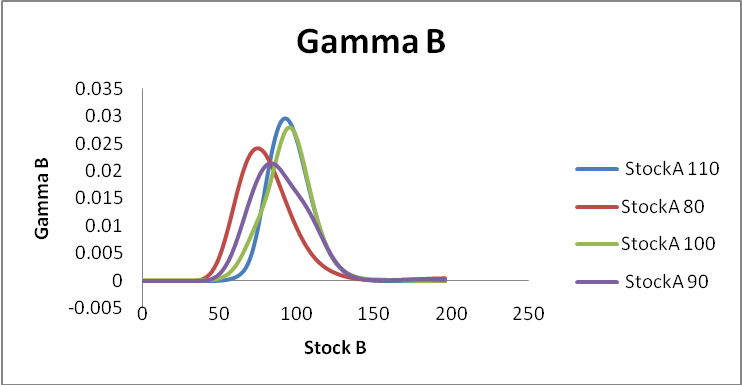 Gamma B
0.035
0.03
0.025
0.02
0.015
0.01
0.005
0
-0.005
Gamma B
0 50 100 150 200 250
Stock B
StockA 110
StockA 80
StockA 100
StockA 90